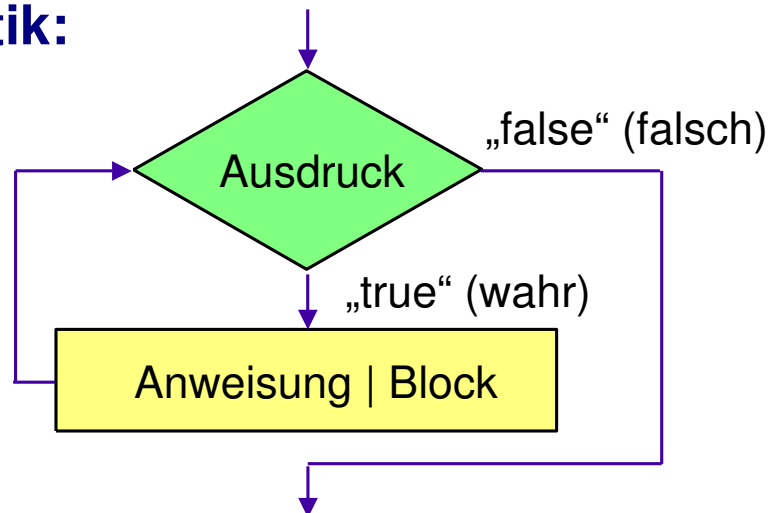 tik:
„false“ (falsch)
Ausdruck
„true“ (wahr)
Anweisung | Block